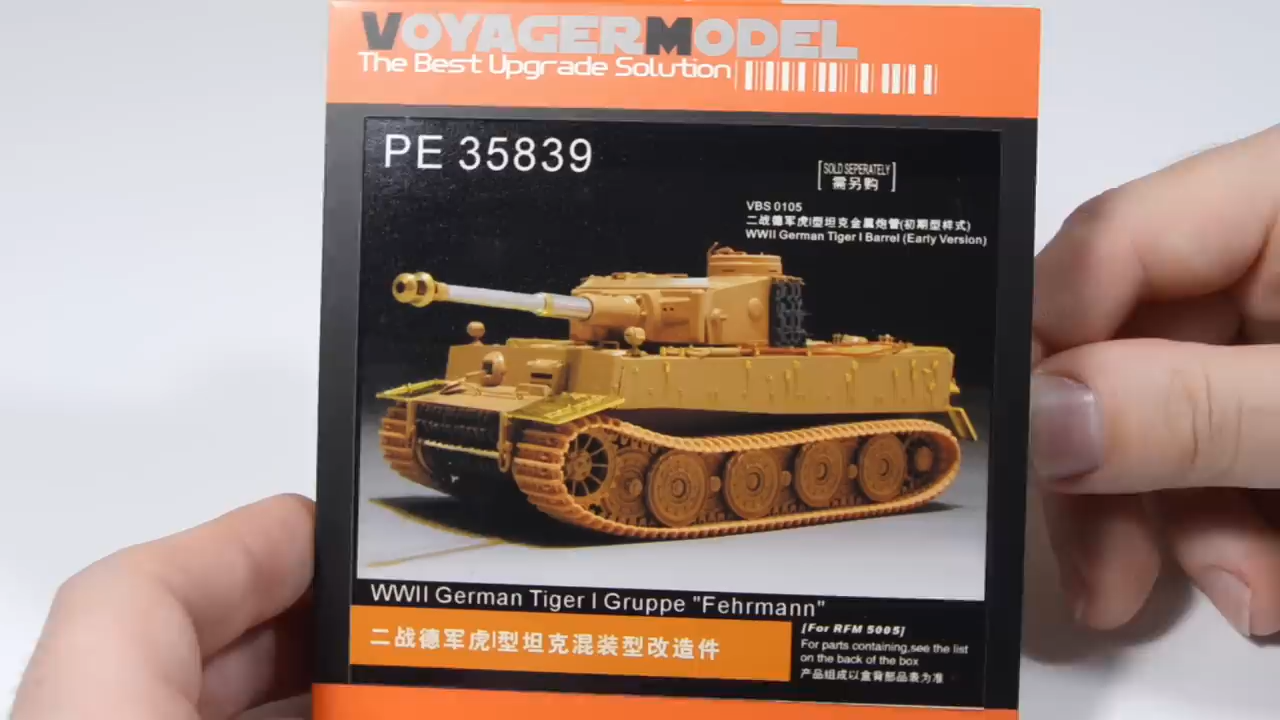 VOYAGERMODEL
The Best Upgrade Solution
PE 35839
SOLD SEPERATELY
需另购
VBS 0105
二战德军虎I型坦克金属炮管(初期型样式)
WWII German Tiger I Barrel (Early Version)
WWII German Tiger I Gruppe "Fehrmann"
二战德军虎I型坦克混装型改造件
[For RFM 5005]
For parts containing,see the list
on the back of the box
产品组成以盒背部品表为准